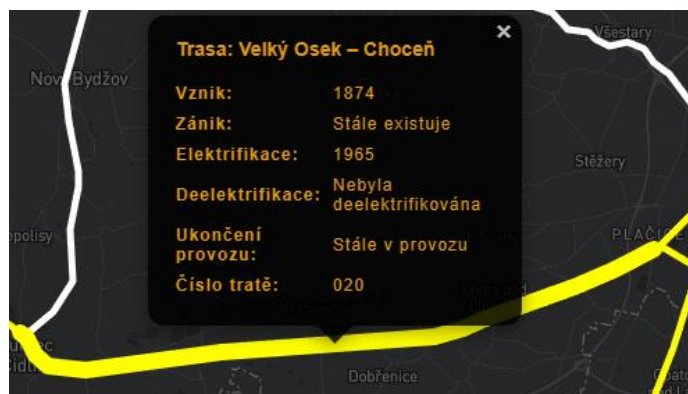 Všestary
×
Trasa: Velký Osek – Choceň
Nový Bydžov
Vznik: 1874
Zánik: Stále existuje
Elektrifikace: 1965
Stěžery
Deelektrifikace: Nebyla
deelektrifikována
Ukončení
provozu: Stále v provozu
PLAČICE
Číslo tratě: 020
Dobřenice